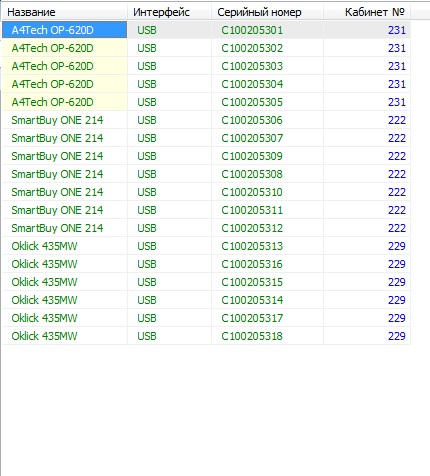 Название Интерфейс Серийный номер Кабинет №
A4Tech OP-620D USB C100205301 231
A4Tech OP-620D USB C100205302 231
A4Tech OP-620D USB C100205303 231
A4Tech OP-620D USB C100205304 231
A4Tech OP-620D USB C100205305 231
SmartBuy ONE 214 USB C100205306 222
SmartBuy ONE 214 USB C100205307 222
SmartBuy ONE 214 USB C100205309 222
SmartBuy ONE 214 USB C100205308 222
SmartBuy ONE 214 USB C100205310 222
SmartBuy ONE 214 USB C100205311 222
SmartBuy ONE 214 USB C100205312 222
Oklick 435MW USB C100205313 229
Oklick 435MW USB C100205316 229
Oklick 435MW USB C100205315 229
Oklick 435MW USB C100205314 229
Oklick 435MW USB C100205317 229
Oklick 435MW USB C100205318 229